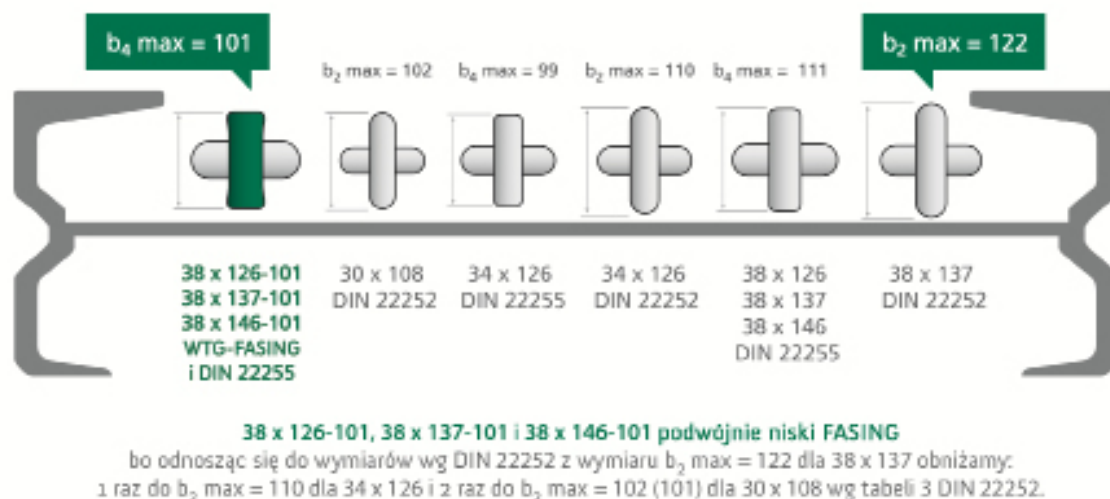 b₄ max = 101
b₂ max = 102
b₄ max = 99
b₂ max = 110
b₄ max = 111
b₂ max = 122
38 x 126-101
38 x 137-101
38 x 146-101
WTG-FASING
i DIN 22255
30 x 108
DIN 22252
34 x 126
DIN 22255
34 x 126
DIN 22252
38 x 126
38 x 137
38 x 146
DIN 22255
38 x 137
DIN 22252
38 x 126-101, 38 x 137-101 i 38 x 146-101 podwójnie niski FASING
bo odnosząc się do wymiarów wg DIN 22252 z wymiaru b₂ max = 122 dla 38 x 137 obniżamy:
1 raz do b₂ max = 110 dla 34 x 126 i 2 raz do b₂ max = 102 (101) dla 30 x 108 wg tabeli 3 DIN 22252.